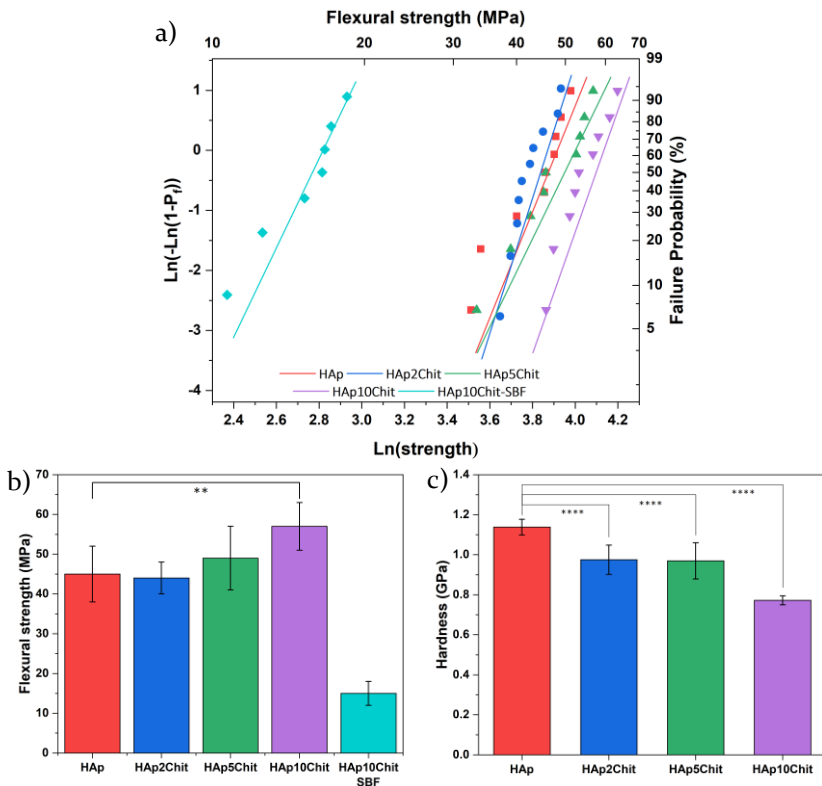 Flexural strength (MPa)
a)
10 20 30 40 50 60 70
99
90
80
70
60
50
40
30
20
10
5
Failure Probability (%)
1
0
-1
-2
-3
-4
Ln(-Ln(1-Pf))
HAp HAp2Chit HAp5Chit
HAp10Chit HAp10Chit-SBF
2.4 2.6 2.8 3.0 3.2 3.4 3.6 3.8 4.0 4.2
Ln(strength)
b)
70
60
50
40
30
20
10
0
Flexural strength (MPa)
**
HAp HAp2Chit HAp5Chit HAp10Chit HAp10Chit
SBF
c)
1.4
1.2
1.0
0.8
0.6
0.4
0.2
0.0
Hardness (GPa)
****
****
****
HAp HAp2Chit HAp5Chit HAp10Chit